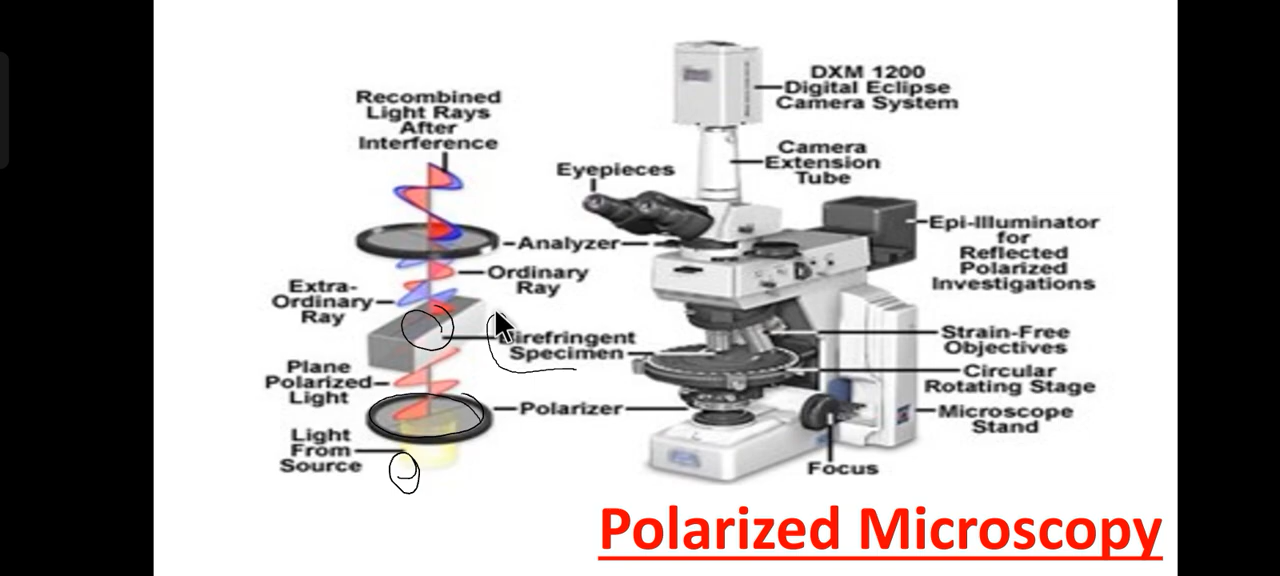 DXM 1200
Digital Eclipse
Camera System
Recombined
Light Rays
After
Interference
Camera
Extension
Tube
Eyepieces
Epi-Illuminator
for
Reflected
Polarized
Investigations
Analyzer
Ordinary
Ray
Extra-
Ordinary
Ray
Strain-Free
Objectives
Birefringent
Specimen
Circular
Rotating Stage
Plane
Polarized
Light
Polarizer
Microscope
Stand
Light
From
Source
Focus
Polarized Microscopy